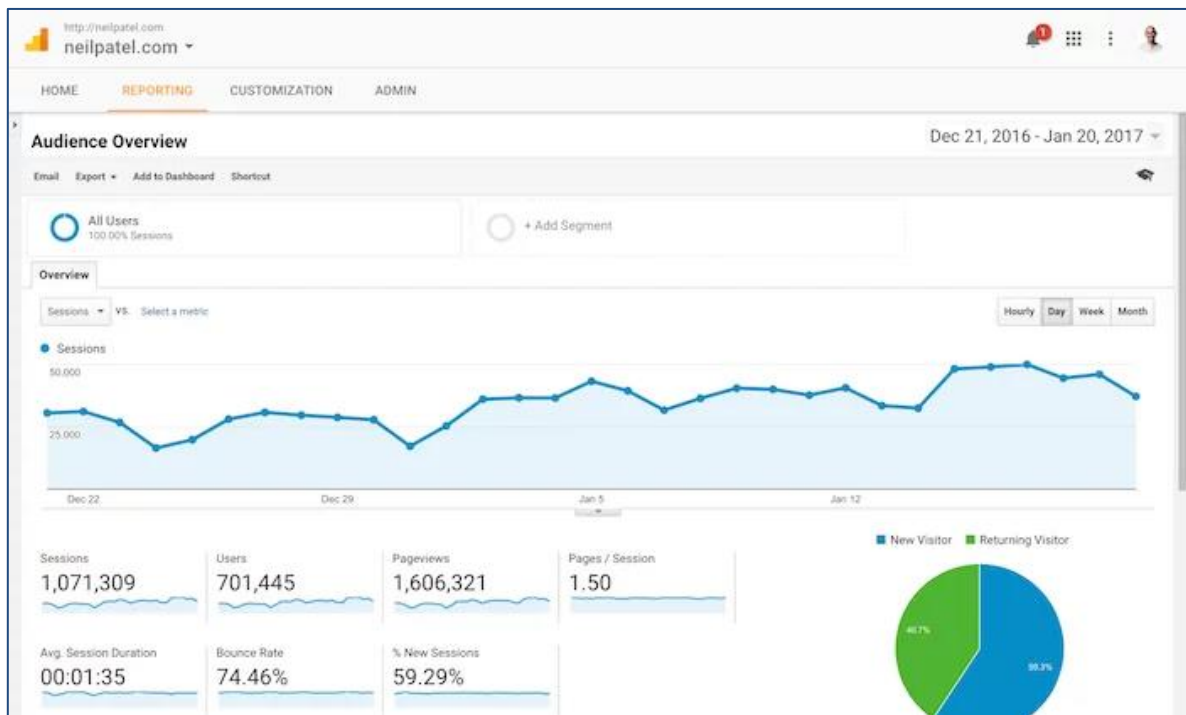 http://neilpatel.com
neilpatel.com
1
HOME REPORTING CUSTOMIZATION ADMIN
Audience Overview
Dec 21, 2016 - Jan 20, 2017
Email Export Add to Dashboard Shortcut
All Users
100.00% Sessions
+ Add Segment
Overview
Sessions VS. Select a metric
Hourly Day Week Month
Sessions
50,000
25,000
Dec 22 Dec 29 Jan 5 Jan 12
New Visitor Returning Visitor
Sessions Users Pageviews Pages / Session
1,071,309 701,445 1,606,321 1.50
40.7%
59.3%
Avg. Session Duration Bounce Rate % New Sessions
00:01:35 74.46% 59.29%